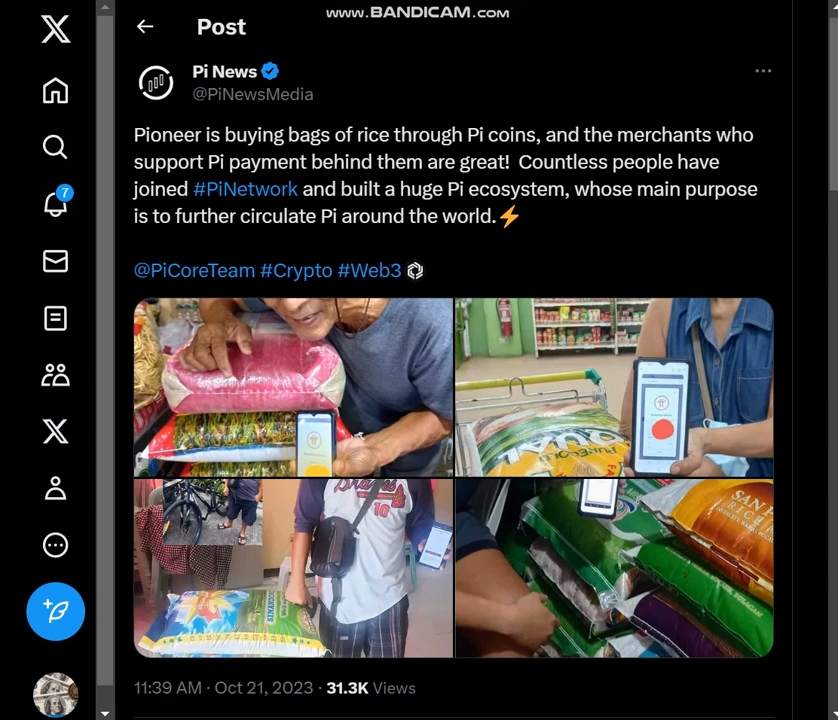 www.BANDICAM.com
Post
Pi News
@PiNewsMedia
Pioneer is buying bags of rice through Pi coins, and the merchants who
support Pi payment behind them are great! Countless people have
joined #PiNetwork and built a huge Pi ecosystem, whose main purpose
is to further circulate Pi around the world.⚡
@PiCoreTeam #Crypto #Web3
7
Braves
10
11:39 AM · Oct 21, 2023 · 31.3K Views